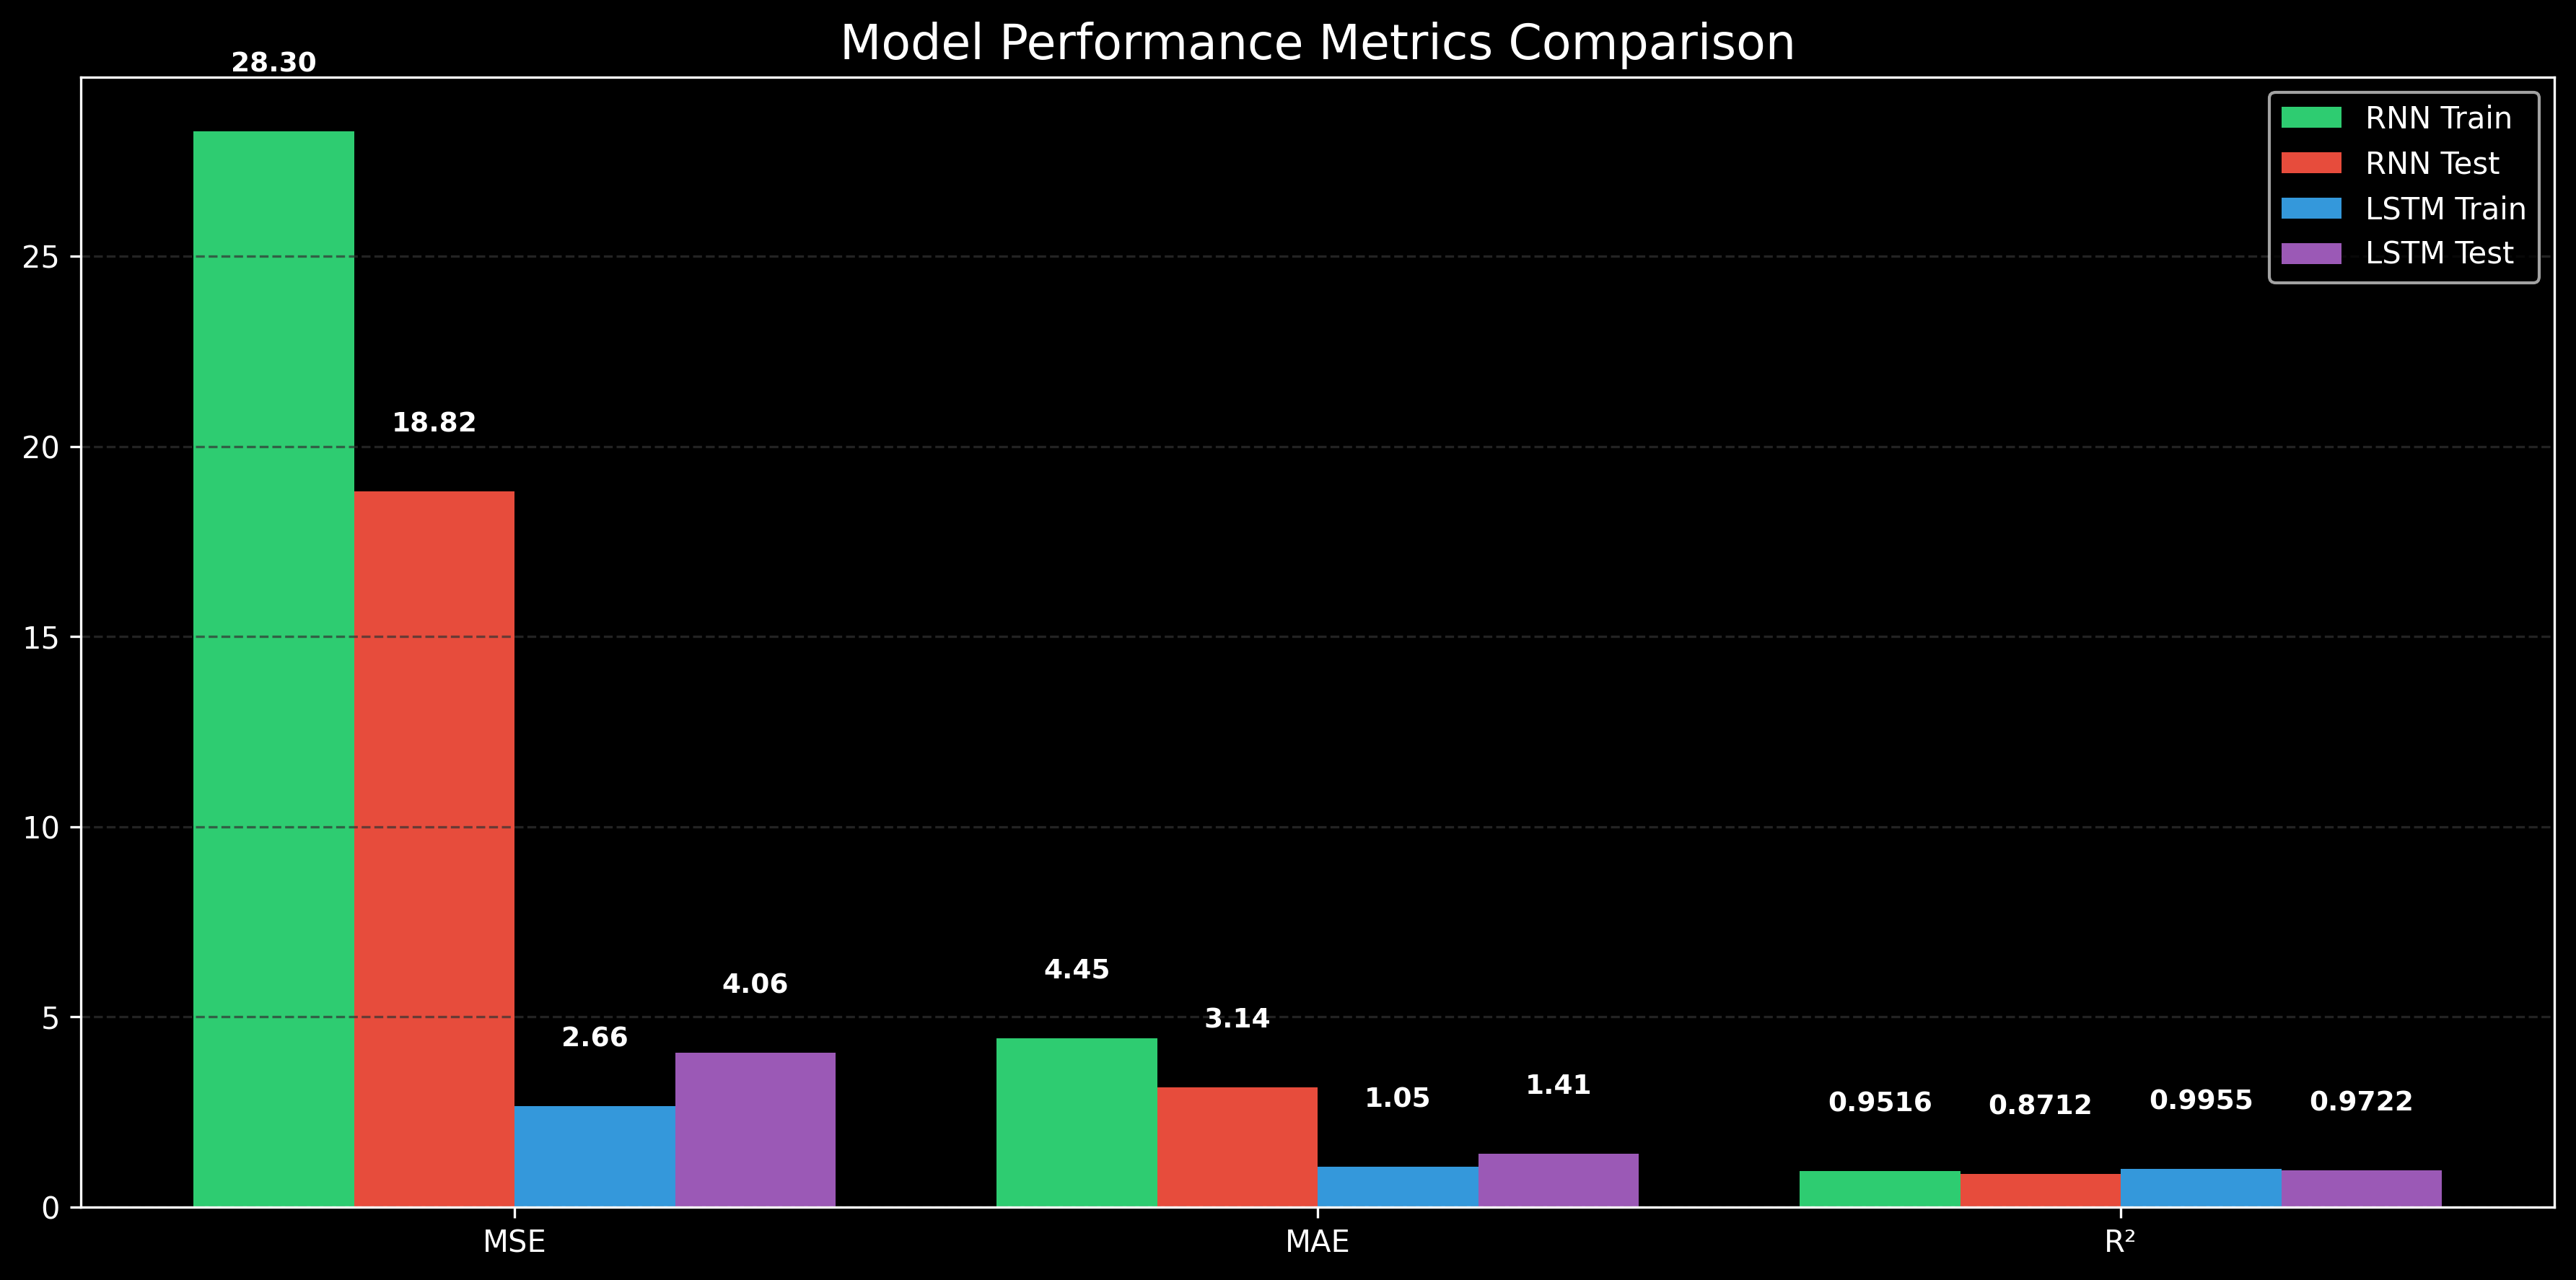 Model Performance Metrics Comparison
28.30
18.82
2.66
4.06
4.45
3.14
1.05
1.41
0.9516
0.8712
0.9955
0.9722
RNN Train
RNN Test
LSTM Train
LSTM Test
25
20
15
10
5
0
MSE
MAE
R²